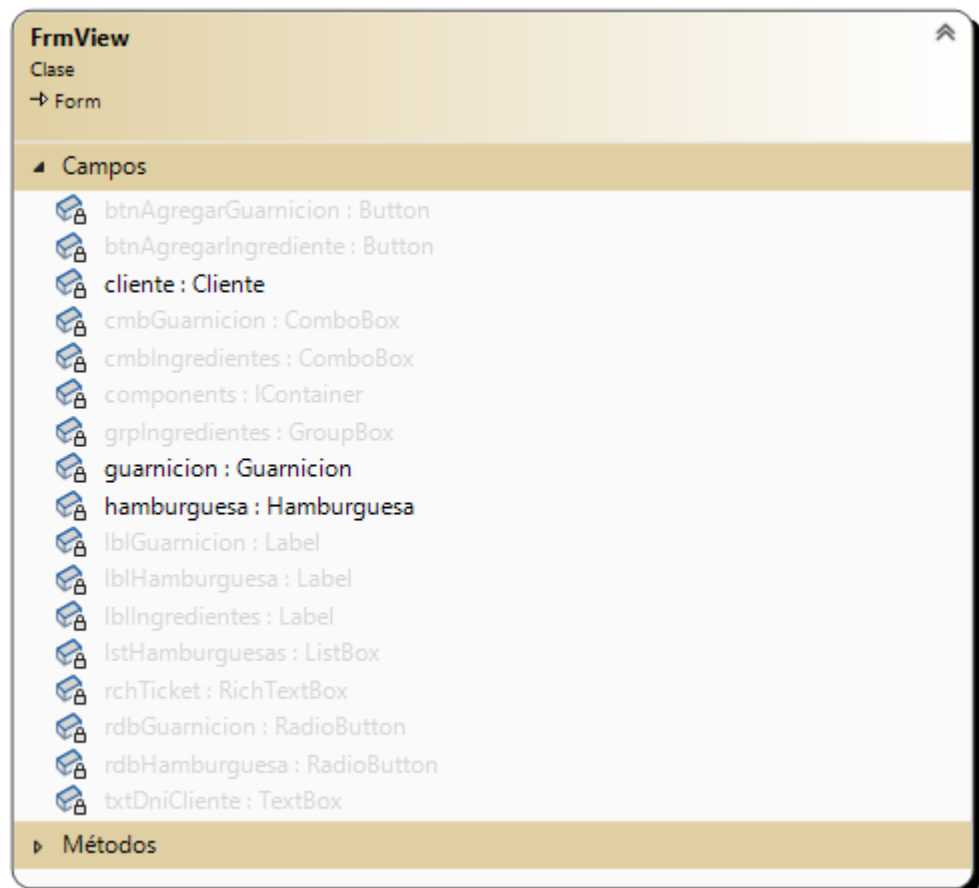 FrmView
Clase
Form
Campos
btnAgregarGuarnicion : Button
btnAgregarIngrediente : Button
cliente : Cliente
cmbGuarnicion : ComboBox
cmbIngredientes : ComboBox
components : IContainer
grpIngredientes : GroupBox
guarnicion : Guarnicion
hamburguesa : Hamburguesa
lblGuarnicion : Label
lblHamburguesa : Label
lblIngredientes : Label
lstHamburguesas : ListBox
rchTicket : RichTextBox
rdbGuarnicion : RadioButton
rdbHamburguesa : RadioButton
txtDniCliente : TextBox
Métodos